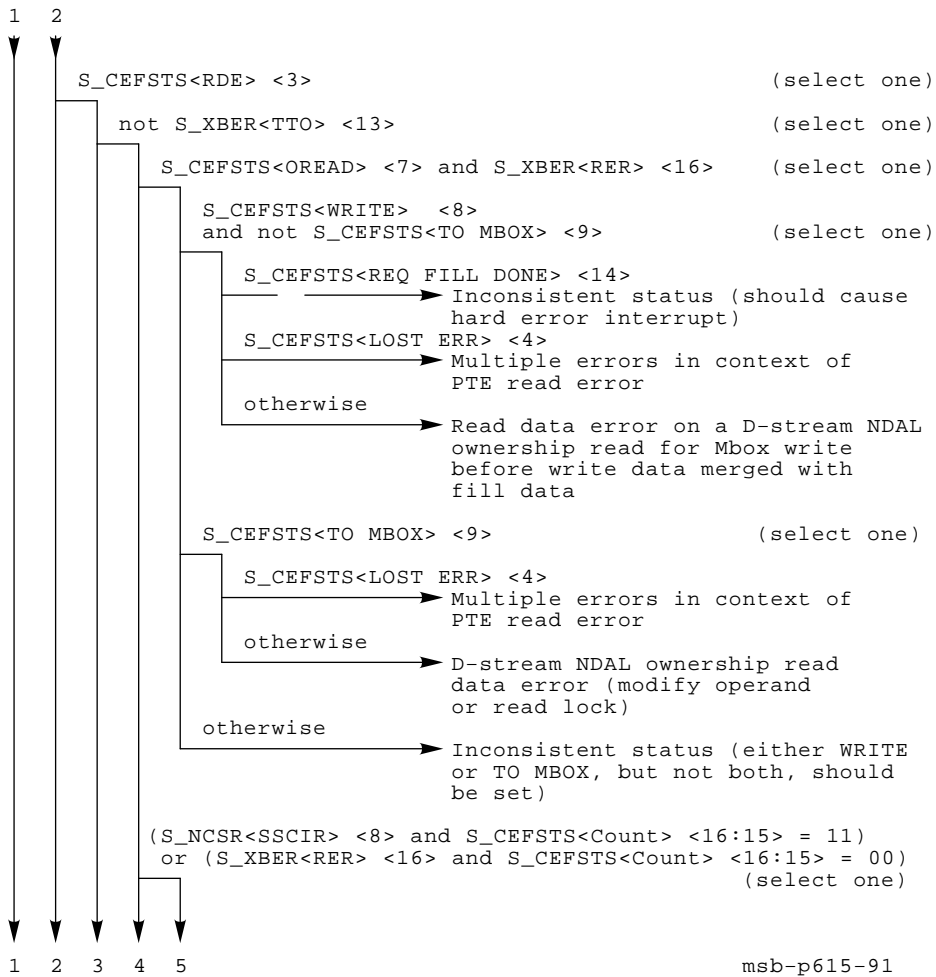 1 2
S_CEFSTS<RDE> <3> (select one)
not S_XBER<TTO> <13> (select one)
S_CEFSTS<OREAD> <7> and S_XBER<RER> <16> (select one)
S_CEFSTS<WRITE> <8>
and not S_CEFSTS<TO MBOX> <9> (select one)
S_CEFSTS<REQ FILL DONE> <14>
Inconsistent status (should cause
hard error interrupt)
S_CEFSTS<LOST ERR> <4>
Multiple errors in context of
PTE read error
otherwise
Read data error on a D-stream NDAL
ownership read for Mbox write
before write data merged with
fill data
S_CEFSTS<TO MBOX> <9> (select one)
S_CEFSTS<LOST ERR> <4>
Multiple errors in context of
PTE read error
otherwise
D-stream NDAL ownership read
data error (modify operand
or read lock)
otherwise
Inconsistent status (either WRITE
or TO MBOX, but not both, should
be set)
(S_NCSR<SSCIR> <8> and S_CEFSTS<Count> <16:15> = 11)
or (S_XBER<RER> <16> and S_CEFSTS<Count> <16:15> = 00)
(select one)
1 2 3 4 5 msb-p615-91